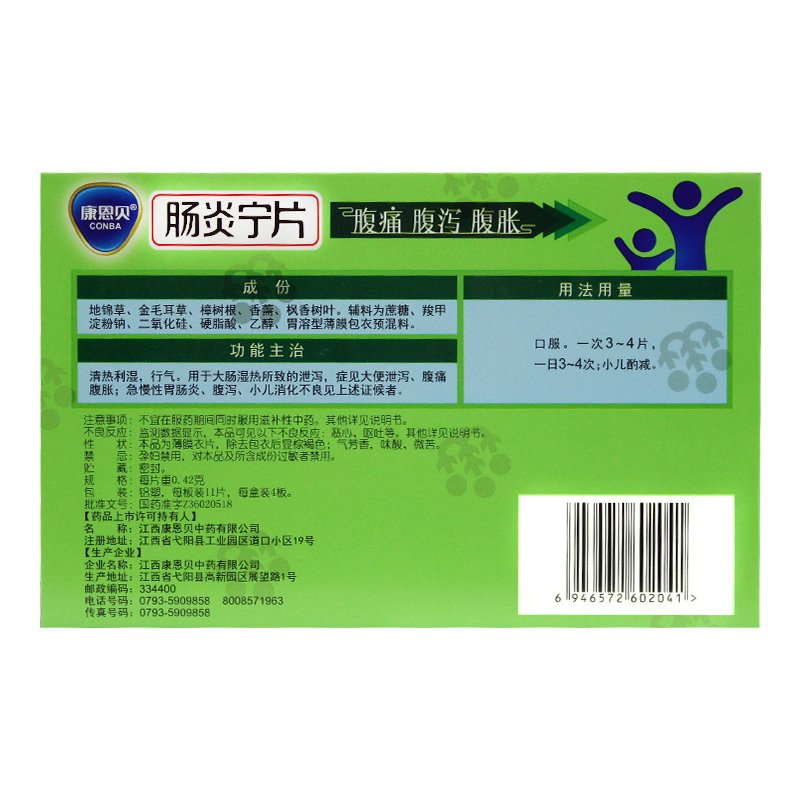 康恩贝®
CONBA
肠炎宁片
腹痛 腹泻 腹胀
成份
地锦草、金毛耳草、樟树根、香薷、枫香树叶。辅料为蔗糖、羧甲
淀粉钠、二氧化硅、硬脂酸、乙醇、胃溶型薄膜包衣预混料。
功能主治
清热利湿，行气。用于大肠湿热所致的泄泻，症见大便泄泻、腹痛
腹胀；急慢性胃肠炎、腹泻、小儿消化不良见上述证候者。
用法用量
口服。一次3~4片，
一日3~4次；小儿酌减。
注意事项：不宜在服药期间同时服用滋补性中药。其他详见说明书。
不良反应：监测数据显示，本品可见以下不良反应：恶心、呕吐等。其他详见说明书。
性 状：本品为薄膜衣片，除去包衣后显棕褐色；气芳香，味酸、微苦。
禁 忌：孕妇禁用，对本品及所含成份过敏者禁用。
贮 藏：密封。
规 格：每片重0.42克
包 装：铝塑，每板装11片，每盒装4板。
批准文号：国药准字Z36020518
【药品上市许可持有人】
名 称：江西康恩贝中药有限公司
注册地址：江西省弋阳县工业园区道口小区19号
【生产企业】
企业名称：江西康恩贝中药有限公司
生产地址：江西省弋阳县高新园区展望路1号
邮政编码：334400
电话号码：0793-5909858 8008571963
传真号码：0793-5909858
6 946572 602041 >